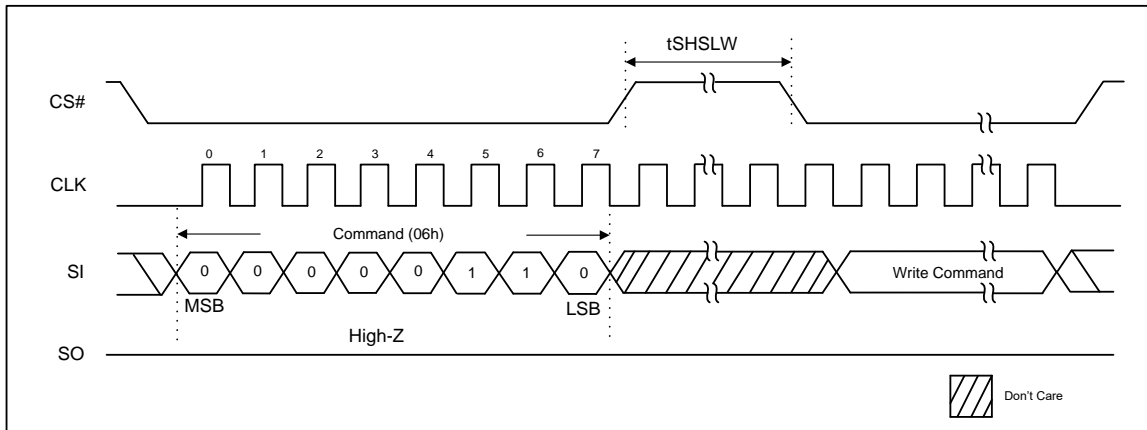 tSHSLW
CS#
0 1 2 3 4 5 6 7
CLK
Command (06h)
SI
0 0 0 0 0 1 1 0
Write Command
MSB
LSB
High-Z
SO
Don't Care